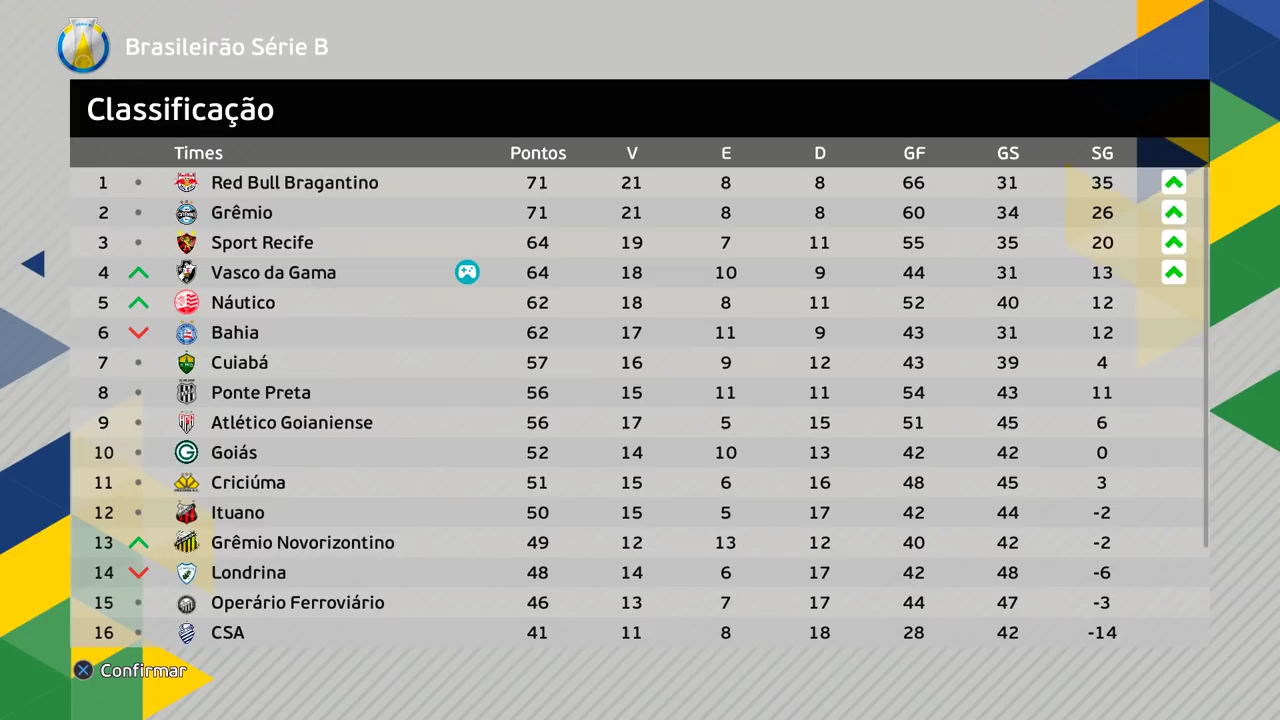 Brasileirão Série B
Classificação
Times Pontos V E D GF GS SG
1 Red Bull Bragantino 71 21 8 8 66 31 35
2 Grêmio 71 21 8 8 60 34 26
3 Sport Recife 64 19 7 11 55 35 20
4 Vasco da Gama 64 18 10 9 44 31 13
5 Náutico 62 18 8 11 52 40 12
6 Bahia 62 17 11 9 43 31 12
7 Cuiabá 57 16 9 12 43 39 4
8 Ponte Preta 56 15 11 11 54 43 11
9 Atlético Goianiense 56 17 5 15 51 45 6
10 Goiás 52 14 10 13 42 42 0
11 Criciúma 51 15 6 16 48 45 3
12 Ituano 50 15 5 17 42 44 -2
13 Grêmio Novorizontino 49 12 13 12 40 42 -2
14 Londrina 48 14 6 17 42 48 -6
15 Operário Ferroviário 46 13 7 17 44 47 -3
16 CSA 41 11 8 18 28 42 -14
Confirmar